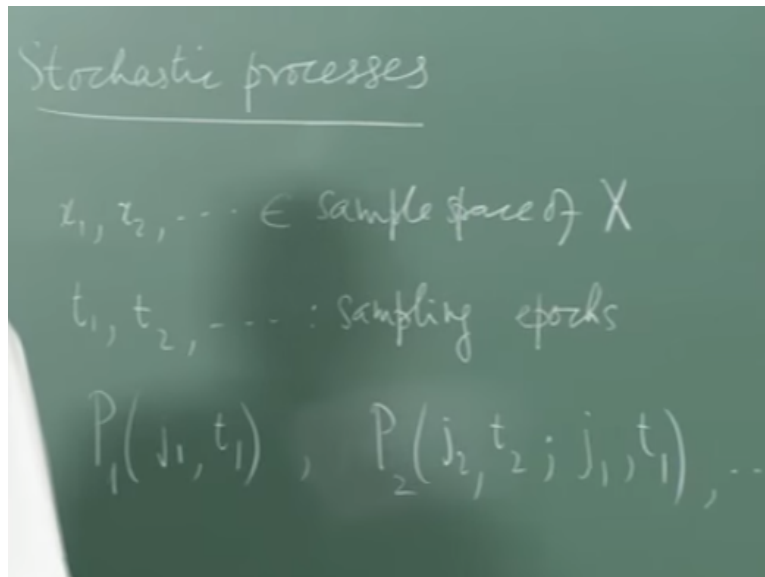 Stochastic processes
x₁, x₂, ... ∈ sample space of X
t₁, t₂, ....: sampling epochs
P₁(j₁, t₁), P₂(j₂, t₂; j₁, t₁), ..